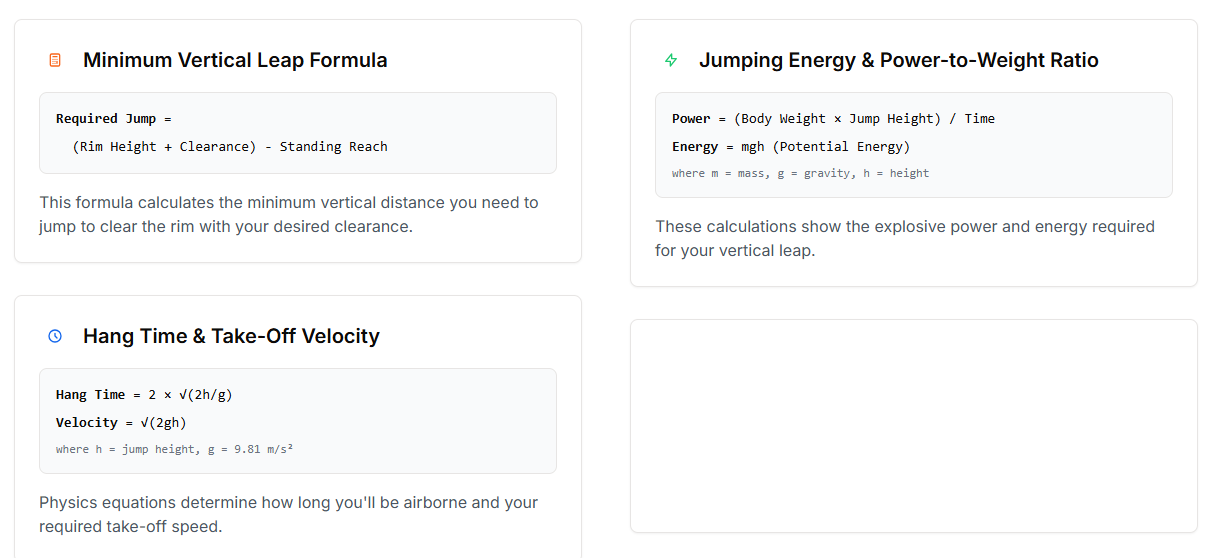 Minimum Vertical Leap Formula
Required Jump =
(Rim Height + Clearance) - Standing Reach
This formula calculates the minimum vertical distance you need to
jump to clear the rim with your desired clearance.
Hang Time & Take-Off Velocity
Hang Time = 2 × √(2h/g)
Velocity = √(2gh)
where h = jump height, g = 9.81 m/s²
Physics equations determine how long you'll be airborne and your
required take-off speed.
Jumping Energy & Power-to-Weight Ratio
Power = (Body Weight × Jump Height) / Time
Energy = mgh (Potential Energy)
where m = mass, g = gravity, h = height
These calculations show the explosive power and energy required
for your vertical leap.